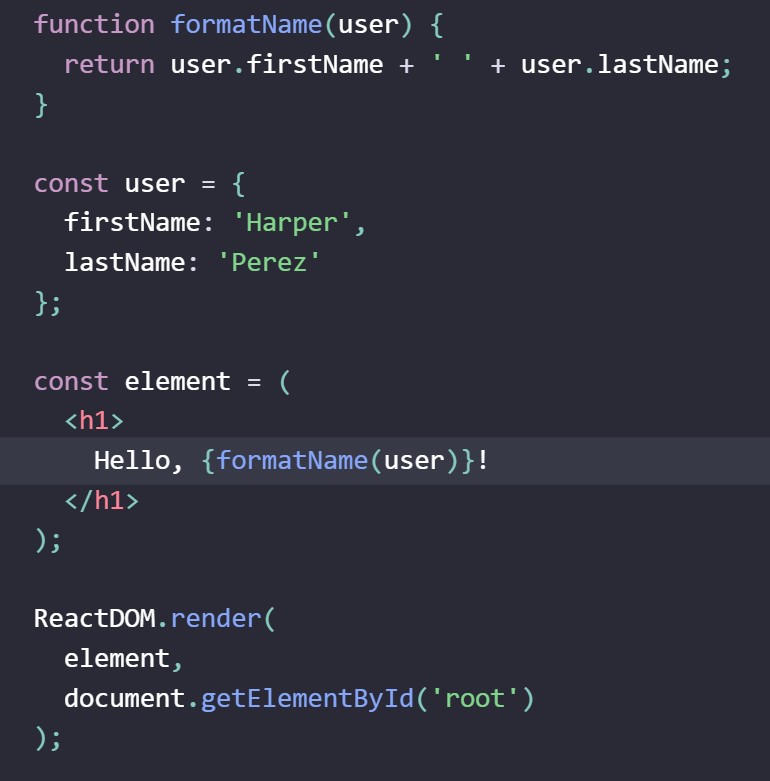 function formatName(user) {
  return user.firstName + ' ' + user.lastName;
}

const user = {
  firstName: 'Harper',
  lastName: 'Perez'
};

const element = (
  <h1>
    Hello, {formatName(user)}!
  </h1>
);

ReactDOM.render(
  element,
  document.getElementById('root')
);